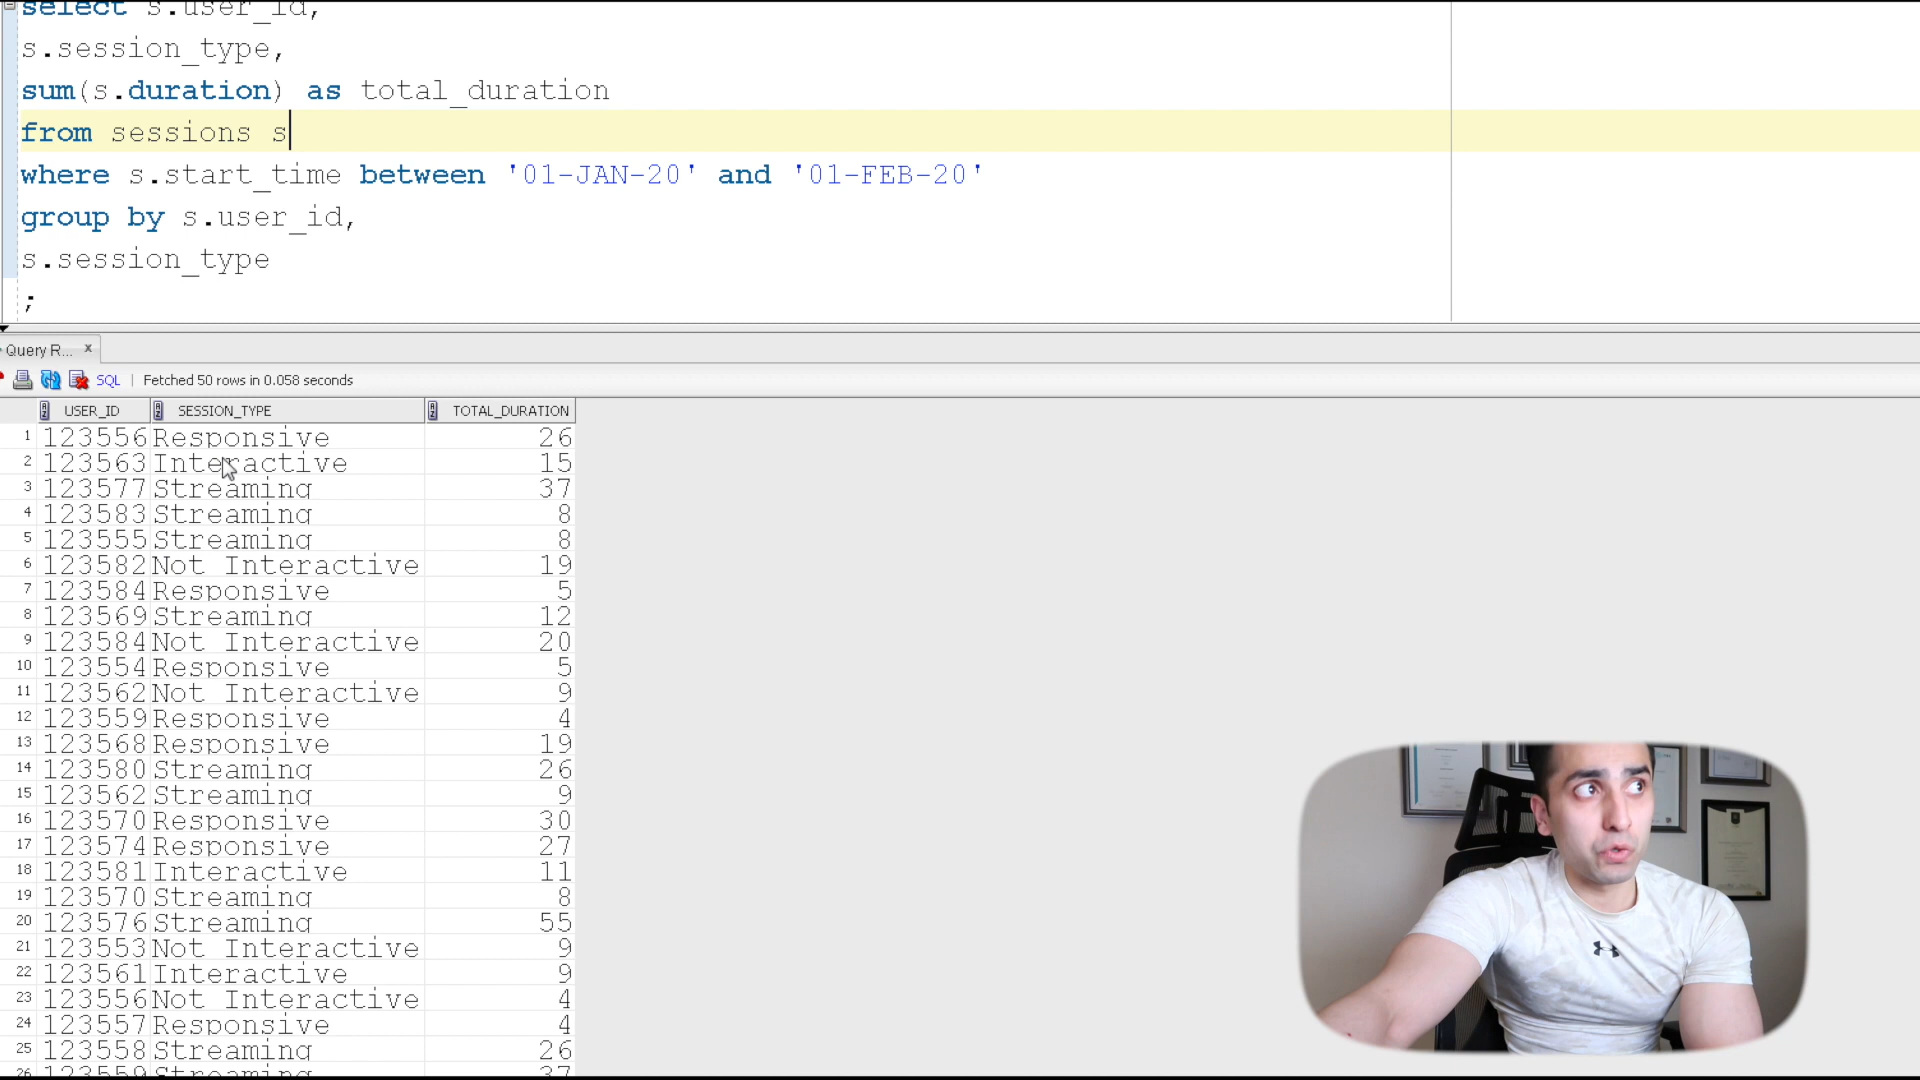 select s.user_id,
s.session_type,
sum(s.duration) as total_duration
from sessions s
where s.start_time between '01-JAN-20' and '01-FEB-20'
group by s.user_id,
s.session_type
;
Query R... x
SQL | Fetched 50 rows in 0.058 seconds
USER_ID SESSION_TYPE TOTAL_DURATION
1 123556 Responsive 26
2 123563 Interactive 15
3 123577 Streaming 37
4 123583 Streaming 8
5 123555 Streaming 8
6 123582 Not Interactive 19
7 123584 Responsive 5
8 123569 Streaming 12
9 123584 Not Interactive 20
10 123554 Responsive 5
11 123562 Not Interactive 9
12 123559 Responsive 4
13 123568 Responsive 19
14 123580 Streaming 26
15 123562 Streaming 9
16 123570 Responsive 30
17 123574 Responsive 27
18 123581 Interactive 11
19 123570 Streaming 8
20 123576 Streaming 55
21 123553 Not Interactive 9
22 123561 Interactive 9
23 123556 Not Interactive 4
24 123557 Responsive 4
25 123558 Streaming 26
26 123559 Streaming 37